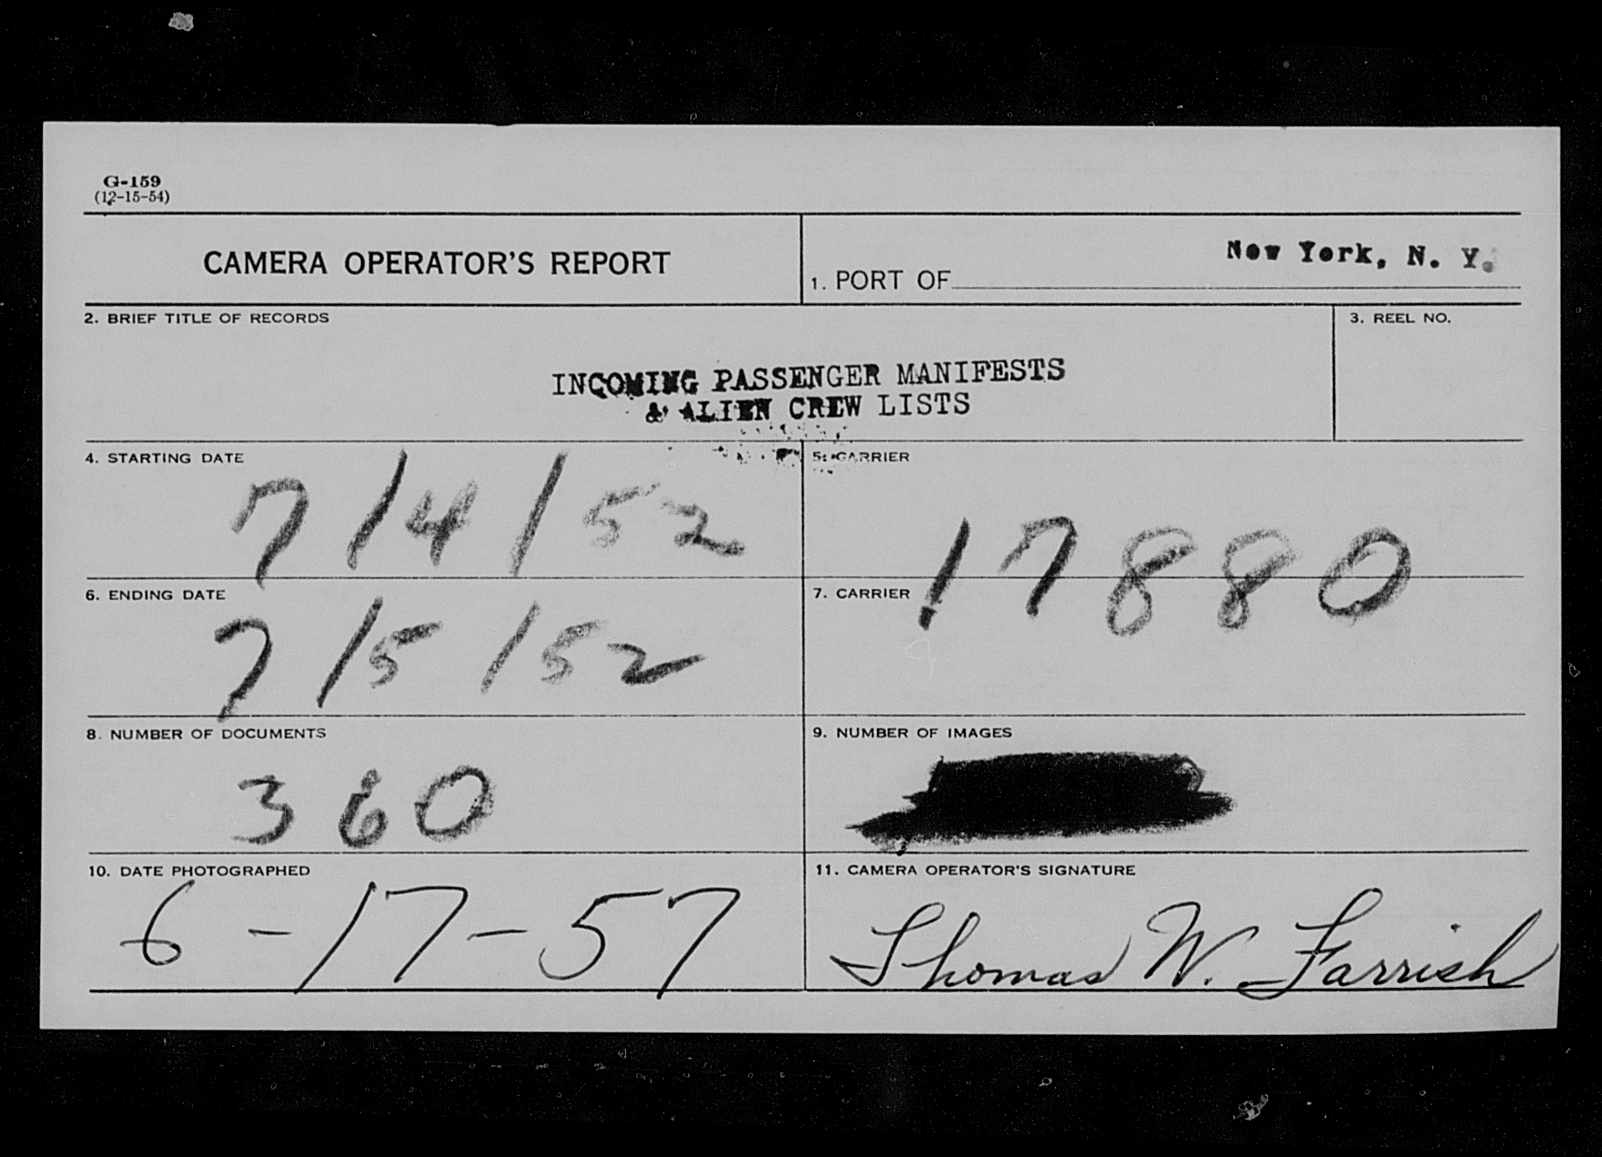 G-159
(12-15-54)
CAMERA OPERATOR'S REPORT
1. PORT OF New York, N. Y.
2. BRIEF TITLE OF RECORDS
3. REEL NO.
INCOMING PASSENGER MANIFESTS
& ALIEN CREW LISTS
4. STARTING DATE
7/4/52
5. CARRIER
17880
6. ENDING DATE
7/5/52
7. CARRIER
8. NUMBER OF DOCUMENTS
360
9. NUMBER OF IMAGES
10. DATE PHOTOGRAPHED
6-17-57
11. CAMERA OPERATOR'S SIGNATURE
Thomas W. Farrish